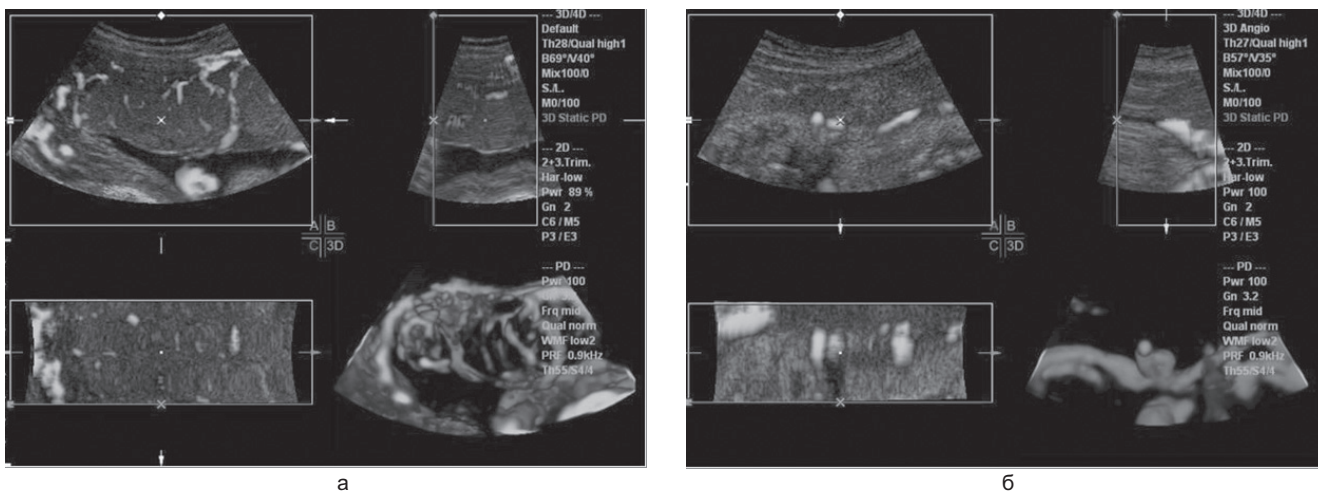 --- 3D/4D ---
Default
Th28/Qual high1
B69°/V40°
Mix100/0
S./L.
M0/100
3D Static PD
--- 2D ---
2+3.Trim.
Har-low
Pwr 89 %
Gn 2
C6 / M5
P3 / E3
--- PD ---
Pwr 100
Frq mid
Qual norm
WMF low2
PRF 0.9kHz
Th55/S4/4
A B
C 3D
а
--- 3D/4D ---
3D Angio
Th27/Qual high1
B57°/V35°
Mix100/0
S./L.
M0/100
3D Static PD
--- 2D ---
2+3.Trim.
Har-low
Pwr 100
Gn 2
C6 / M5
P3 / E3
--- PD ---
Pwr 100
Gn 3.2
Frq mid
Qual norm
WMF low2
PRF 0.9kHz
Th55/S4/4
A B
C 3D
б